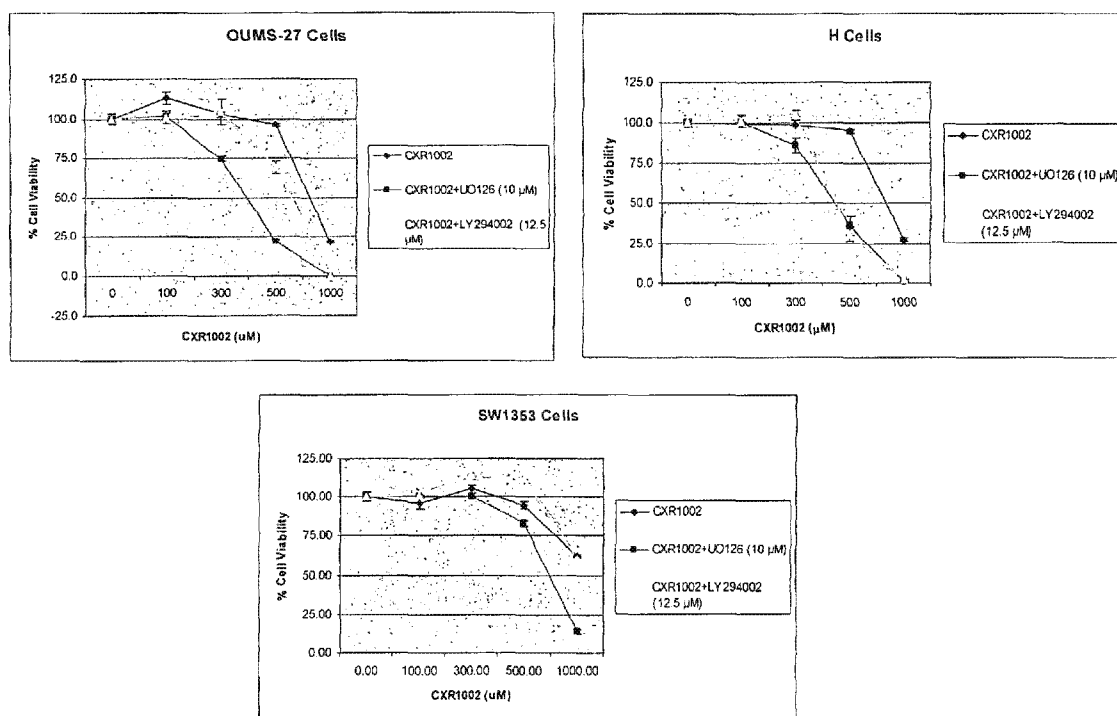 OUMS-27 Cells
% Cell Viability
125.0
100.0
75.0
50.0
25.0
0.0
-25.0
0 100 300 500 1000
CXR1002 (uM)
CXR1002
CXR1002+UO126 (10 µM)
CXR1002+LY294002 (12.5
µM)
H Cells
% Cell Viability
125.0
100.0
75.0
50.0
25.0
0.0
0 100 300 500 1000
CXR1002 (µM)
CXR1002
CXR1002+UO126 (10 µM)
CXR1002+LY294002
(12.5 µM)
SW1353 Cells
% Cell Viability
125.00
100.00
75.00
50.00
25.00
0.00
0.00 100.00 300.00 500.00 1000.00
CXR1002 (uM)
CXR1002
CXR1002+UO126 (10 µM)
CXR1002+LY294002
(12.5 µM)